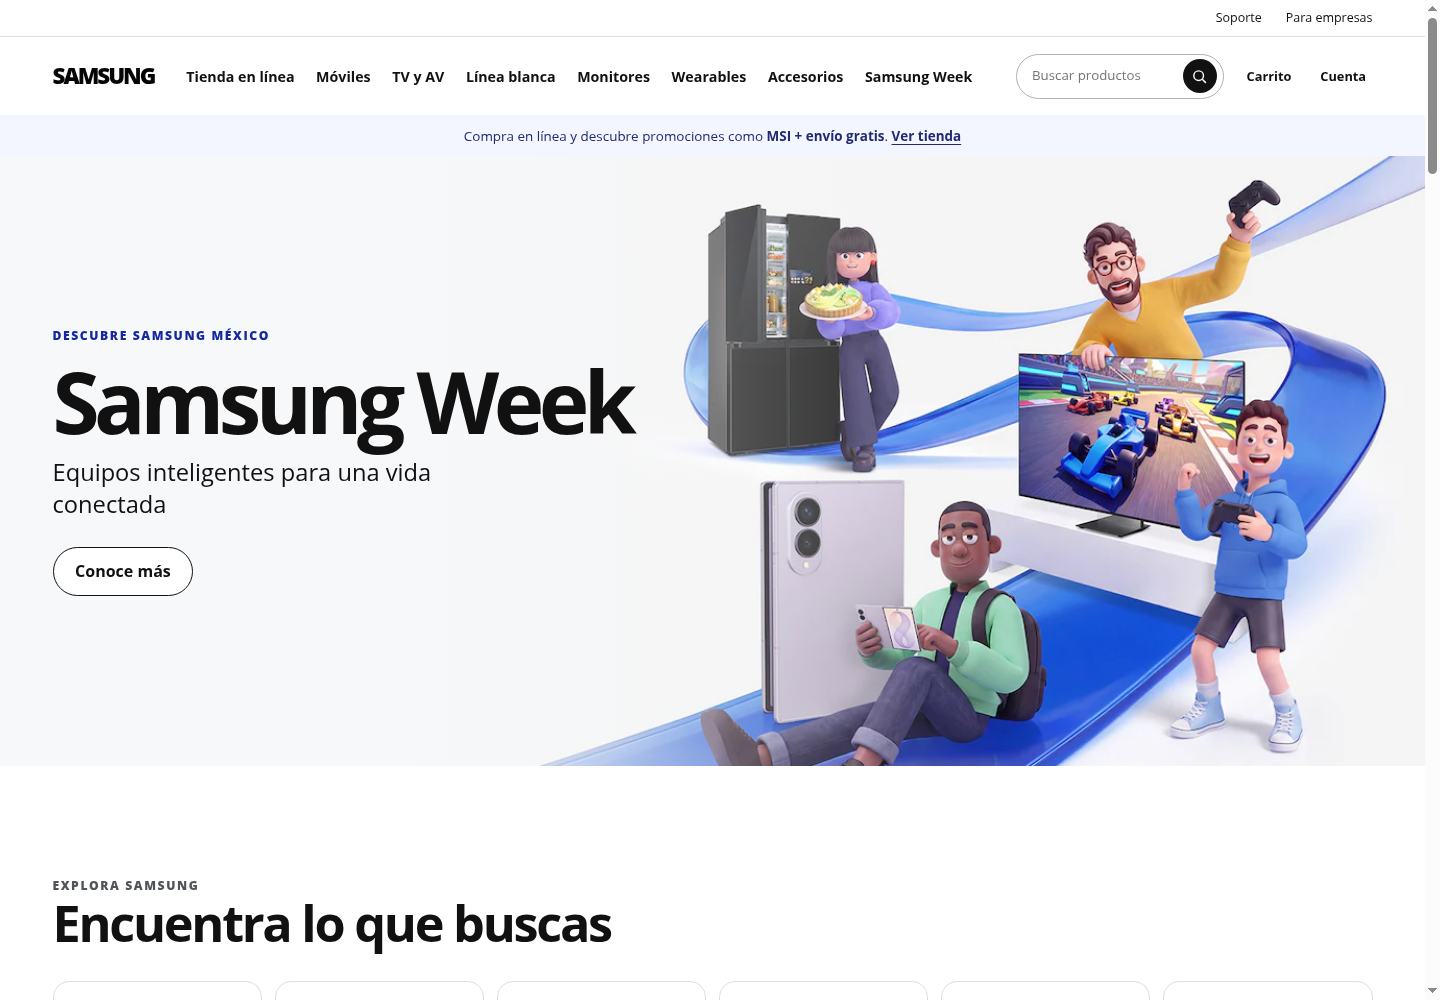 Soporte Para empresas
SAMSUNG Tienda en línea Móviles TV y AV Línea blanca Monitores Wearables Accesorios Samsung Week Buscar productos Carrito Cuenta
Compra en línea y descubre promociones como MSI + envío gratis. Ver tienda
DESCUBRE SAMSUNG MÉXICO
Samsung Week
Equipos inteligentes para una vida
conectada
Conoce más
EXPLORA SAMSUNG
Encuentra lo que buscas